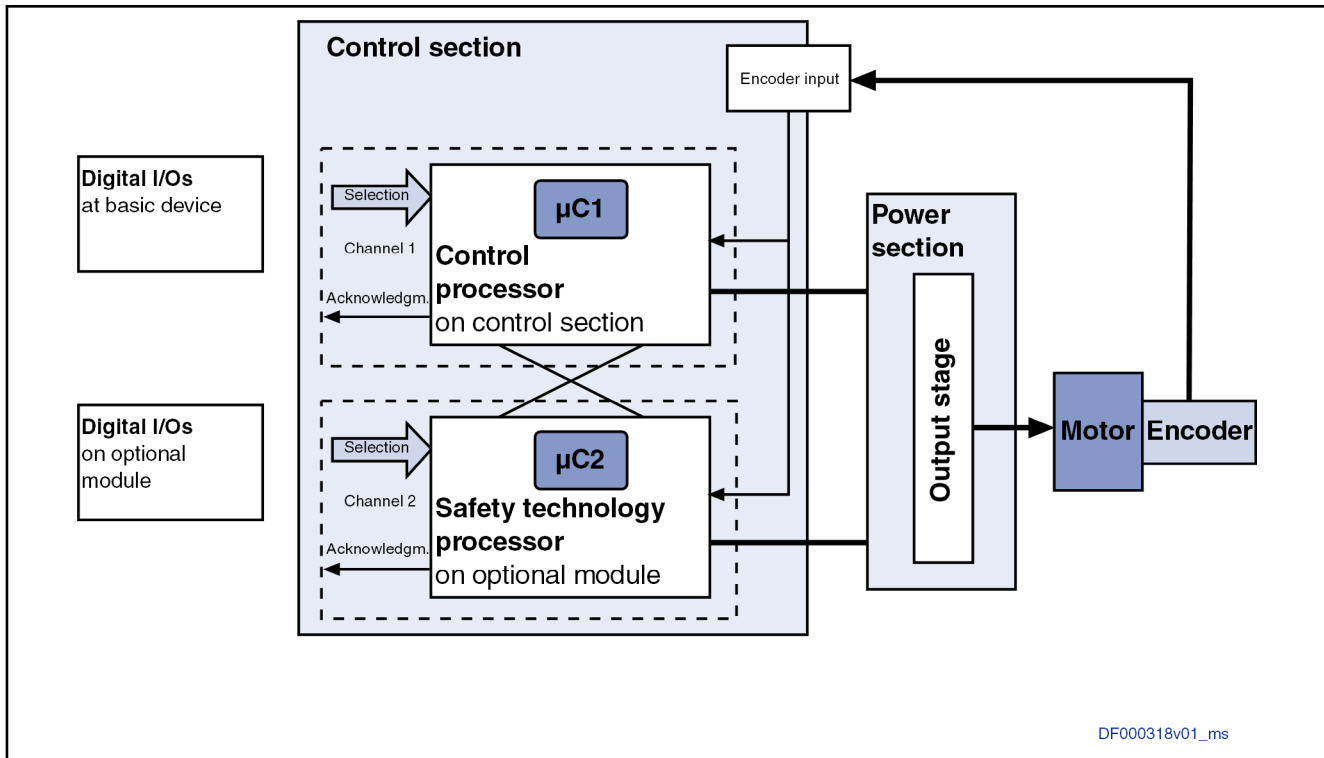 Control section
Encoder input
Digital I/Os
at basic device
Selection
µC1
Channel 1
Control
processor
on control section
Acknowledgm.
Power
section
Output stage
Motor
Encoder
Digital I/Os
on optional
module
Selection
µC2
Channel 2
Safety technology
processor
on optional module
Acknowledgm.
DF000318v01_ms